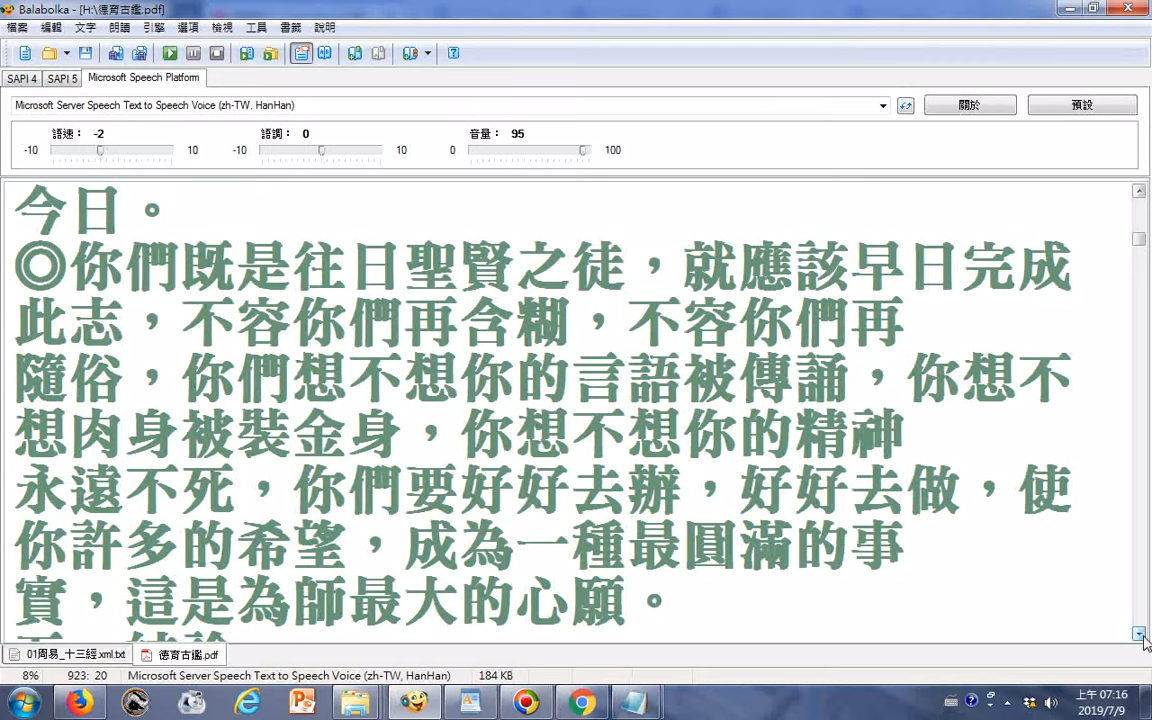 Balabolka - [H:\德育古鑑.pdf]
檔案 編輯 文字 朗讀 引擎 選項 檢視 工具 書籤 說明
SAPI 4 SAPI 5 Microsoft Speech Platform
Microsoft Server Speech Text to Speech Voice (zh-TW, HanHan) 關於 預設
語速： -2 語調： 0 音量： 95
-10 10 -10 10 0 100
今日。
◎你們既是往日聖賢之徒，就應該早日完成
此志，不容你們再含糊，不容你們再
隨俗，你們想不想你的言語被傳誦，你想不
想肉身被裝金身，你想不想你的精神
永遠不死，你們要好好去辦，好好去做，使
你許多的希望，成為一種最圓滿的事
實，這是為師最大的心願。
01周易_十三經.xml.txt 德育古鑑.pdf
8% 923: 20 Microsoft Server Speech Text to Speech Voice (zh-TW, HanHan) 184 KB
上午 07:16
2019/7/9